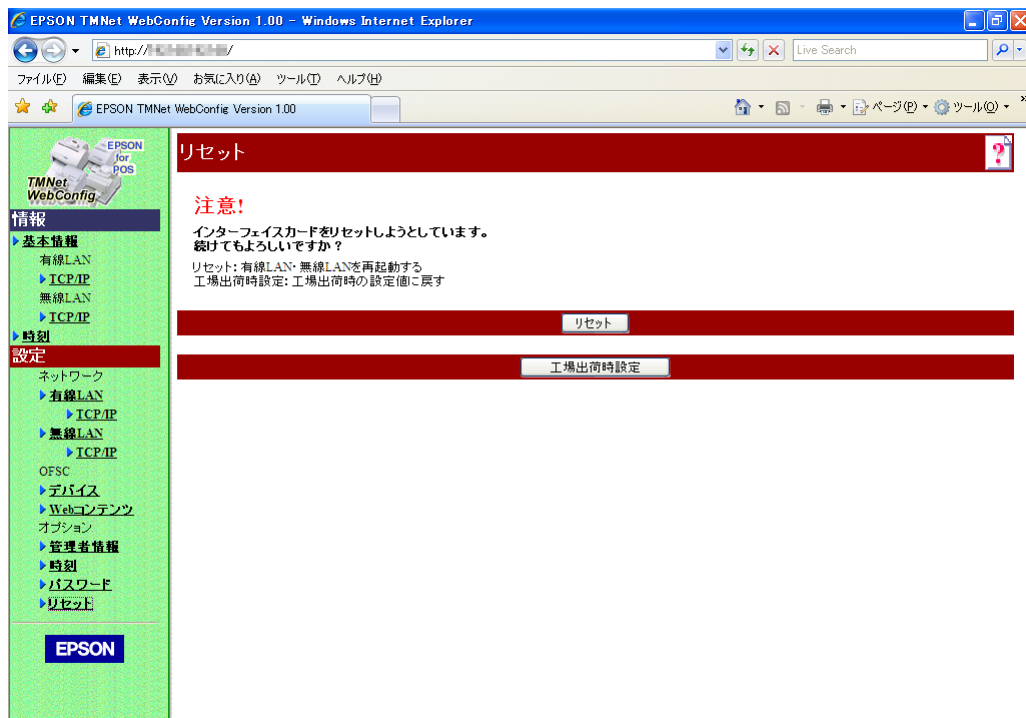 EPSON TMNet WebConfig Version 1.00 - Windows Internet Explorer
http://
Live Search
ファイル(F) 編集(E) 表示(V) お気に入り(A) ツール(T) ヘルプ(H)
EPSON TMNet WebConfig Version 1.00
ページ(P) ツール(O)
EPSON
for
POS
TMNet
WebConfig
情報
基本情報
有線LAN
TCP/IP
無線LAN
TCP/IP
時刻
設定
ネットワーク
有線LAN
TCP/IP
無線LAN
TCP/IP
OFSC
デバイス
Webコンテンツ
オプション
管理者情報
時刻
パスワード
リセット
EPSON
リセット
?
注意!
インターフェイスカードをリセットしようとしています。
続けてもよろしいですか？
リセット: 有線LAN・無線LANを再起動する
工場出荷時設定: 工場出荷時の設定値に戻す
リセット
工場出荷時設定